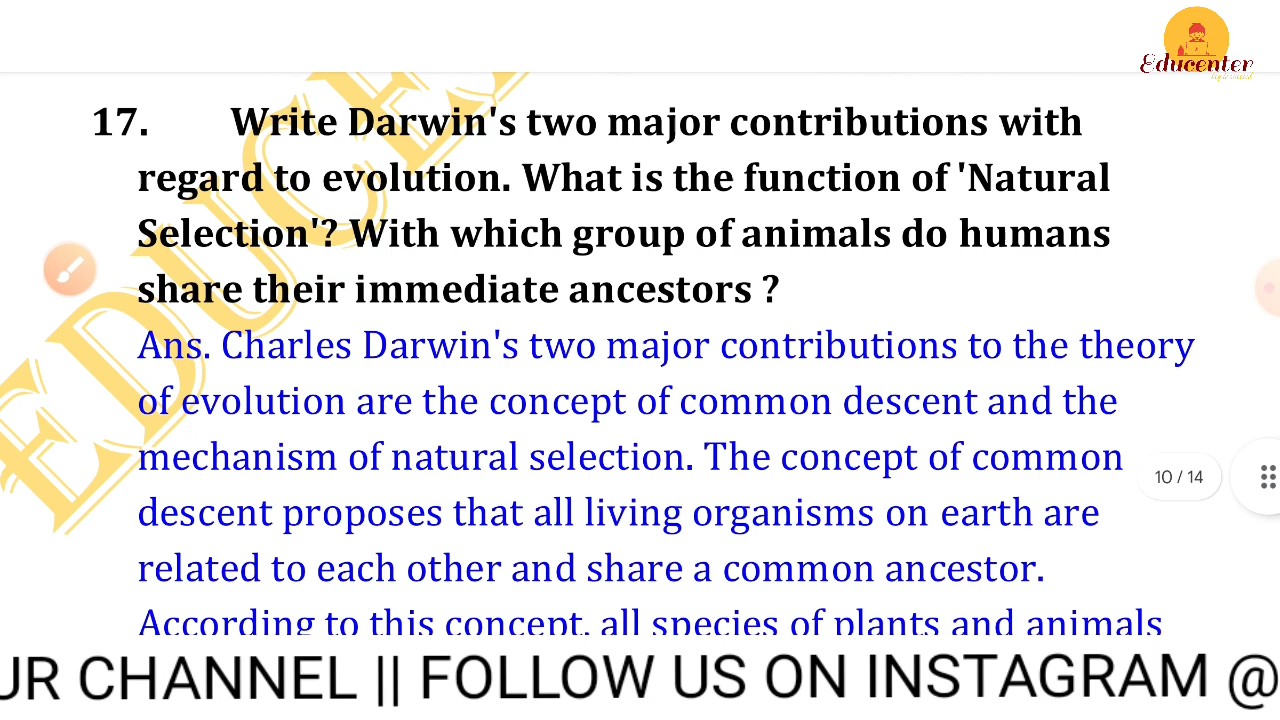 Educenter
17. Write Darwin's two major contributions with
regard to evolution. What is the function of 'Natural
Selection'? With which group of animals do humans
share their immediate ancestors ?
Ans. Charles Darwin's two major contributions to the theory
of evolution are the concept of common descent and the
mechanism of natural selection. The concept of common
10 / 14
descent proposes that all living organisms on earth are
related to each other and share a common ancestor.
According to this concept, all species of plants and animals
UR CHANNEL || FOLLOW US ON INSTAGRAM @
EDUCE